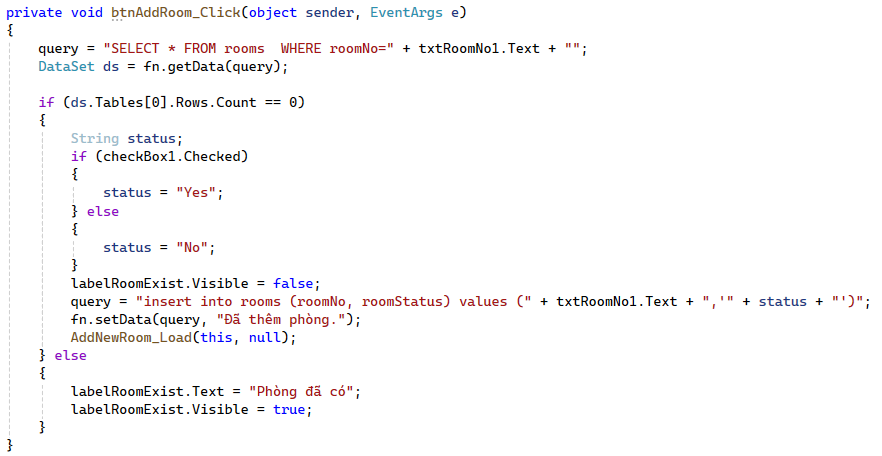 private void btnAddRoom_Click(object sender, EventArgs e)
{
    query = "SELECT * FROM rooms  WHERE roomNo=" + txtRoomNo1.Text + "";
    DataSet ds = fn.getData(query);

    if (ds.Tables[0].Rows.Count == 0)
    {
        String status;
        if (checkBox1.Checked)
        {
            status = "Yes";
        } else
        {
            status = "No";
        }
        labelRoomExist.Visible = false;
        query = "insert into rooms (roomNo, roomStatus) values (" + txtRoomNo1.Text + ",'" + status + "')";
        fn.setData(query, "Đã thêm phòng.");
        AddNewRoom_Load(this, null);
    } else
    {
        labelRoomExist.Text = "Phòng đã có";
        labelRoomExist.Visible = true;
    }
}